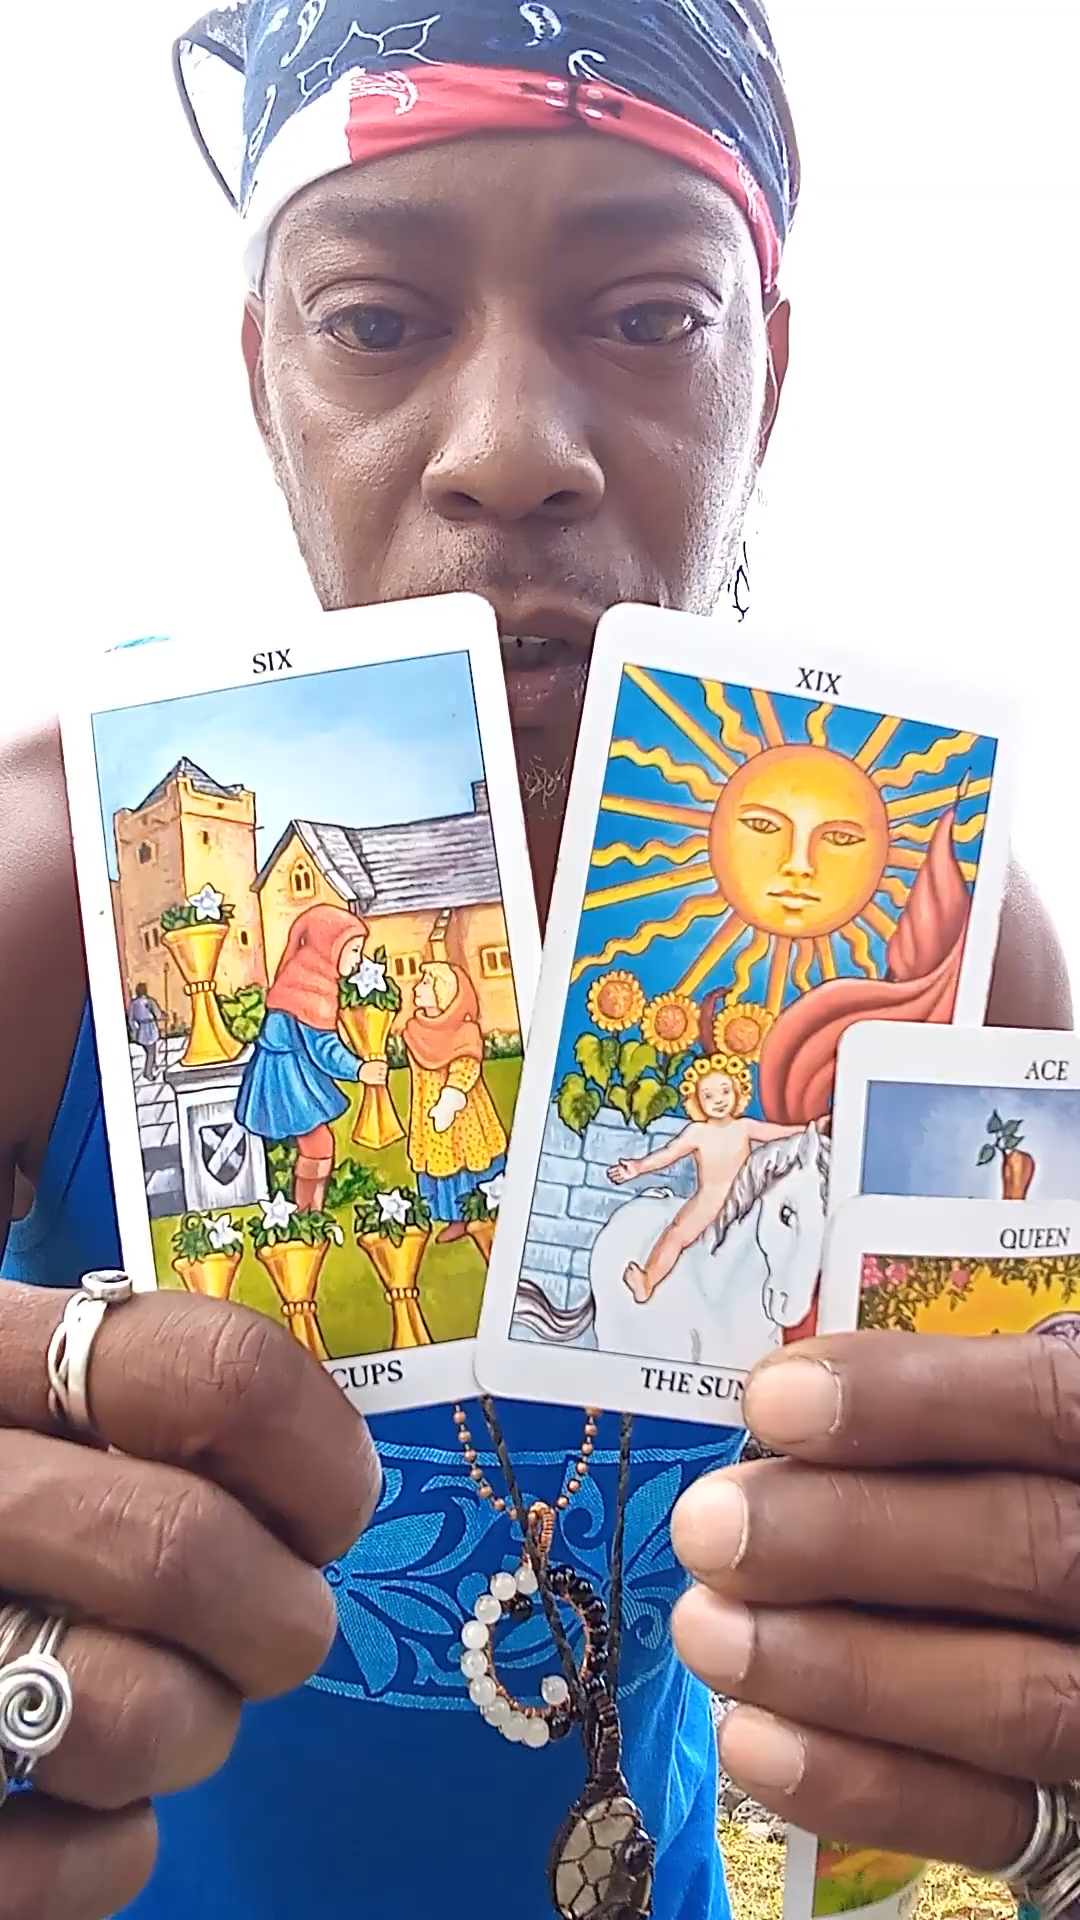 SIX
XIX
CUPS
THE SUN
ACE
QUEEN